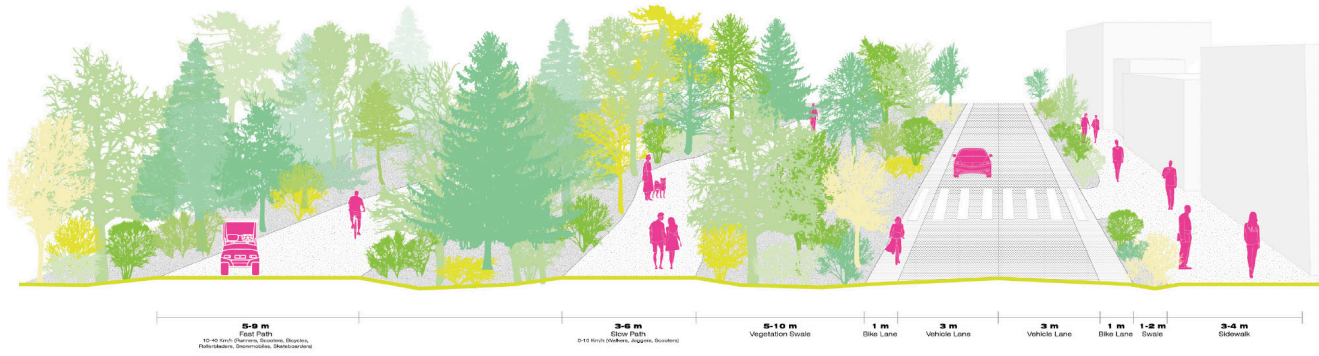 5-9 m
Fast Path
10-40 Km/h (Runners, Scooters, Bicycles,
Rollerbladers, Snowmobiles, Skateboarders)
3-6 m
Slow Path
0-10 Km/h (Walkers, Joggers, Scooters)
5-10 m
Vegetation Swale
1 m
Bike Lane
3 m
Vehicle Lane
3 m
Vehicle Lane
1 m
Bike Lane
1-2 m
Swale
3-4 m
Sidewalk